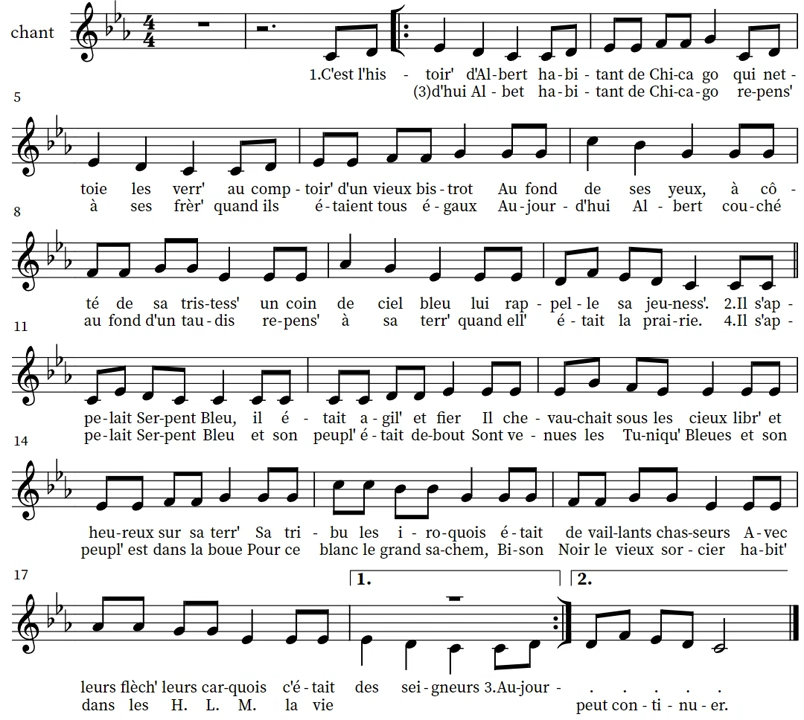 chant
1.C'est l'his - toir' d'Al-bert ha-bi - tant de Chi-ca go qui net -
(3)d'hui Al - bet ha-bi - tant de Chi-ca-go re-pens'
5
toie les verr' au comp - toir' d'un vieux bis-trot Au fond de ses yeux, à cô -
à ses frèr' quand ils é-taient tous é-gaux Au-jour - d'hui Al - bert cou-ché
8
té de sa tris-tess' un coin de ciel bleu lui rap - pel-le sa jeu-ness'. 2.Il s'ap -
au fond d'un tau-dis re-pens' à sa terr' quand ell' é-tait la prai-rie. 4.Il s'ap -
11
pe-lait Ser-pent Bleu, il é - tait a-gil' et fier Il che - vau-chait sous les cieux libr' et
pe-lait Ser-pent Bleu et son peupl' é-tait de-bout Sont ve - nues les Tu-niqu' Bleues et son
14
heu-reux sur sa terr' Sa tri - bu les i-ro-quois é-tait de vail-lants chas-seurs A-vec
peupl' est dans la boue Pour ce blanc le grand sa-chem, Bi-son Noir le vieux sor-cier ha-bit'
17
1. 2.
leurs flèch' leurs car-quois c'é-tait des sei-gneurs 3.Au-jour - . . . . .
dans les H. L. M. la vie peut con-ti-nu-er.